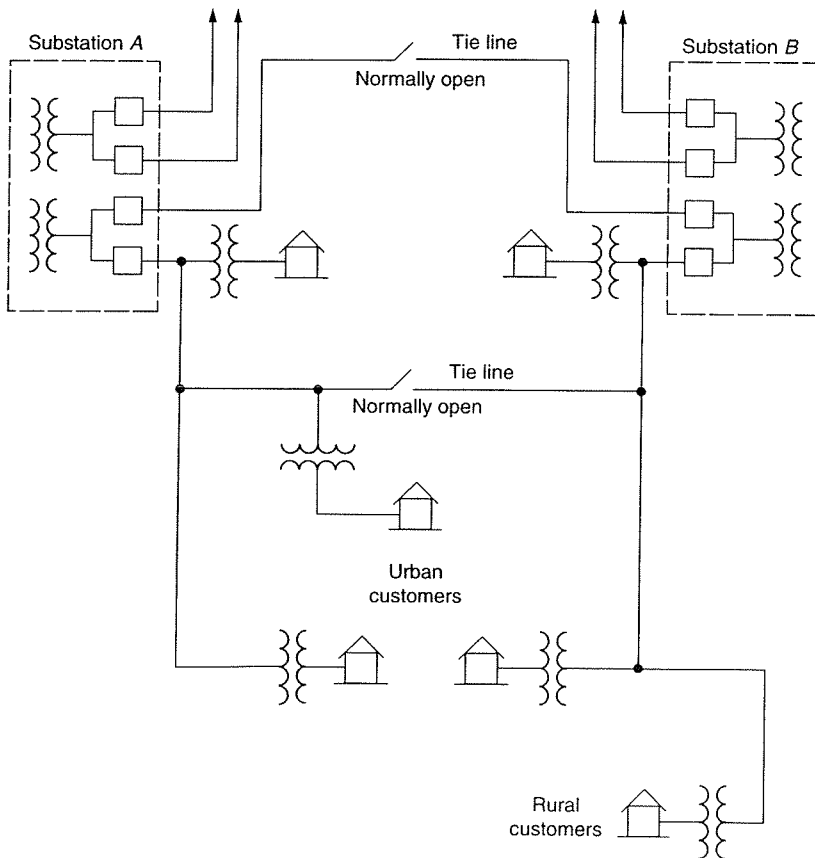 Substation A
Tie line
Substation B
Normally open
Tie line
Normally open
Urban
customers
Rural
customers